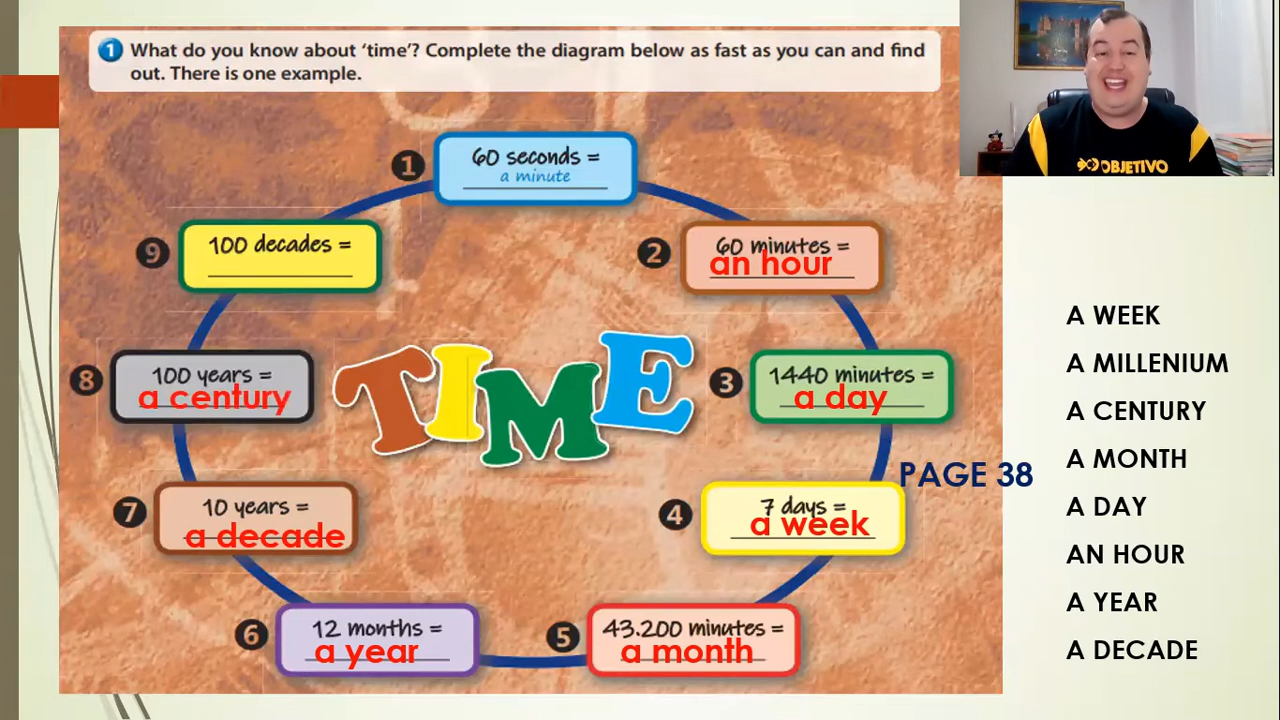 1 What do you know about ‘time’? Complete the diagram below as fast as you can and find
out. There is one example.
OBJETIVO
1
60 seconds =
a minute
2
60 minutes =
an hour
3
1440 minutes =
a day
4
7 days =
a week
5
43.200 minutes =
a month
6
12 months =
a year
7
10 years =
a decade
8
100 years =
a century
9
100 decades =
TIME
PAGE 38
A WEEK
A MILLENIUM
A CENTURY
A MONTH
A DAY
AN HOUR
A YEAR
A DECADE